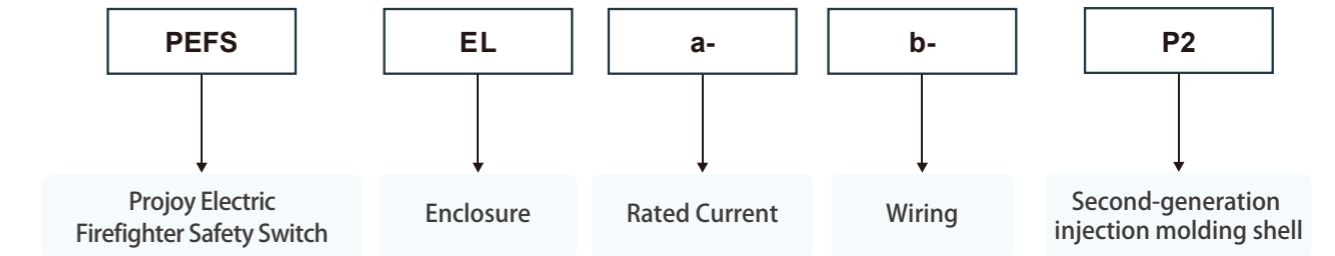 PEFS
EL
a-
b-
P2
Projoy Electric
Firefighter Safety Switch
Enclosure
Rated Current
Wiring
Second-generation
injection molding shell